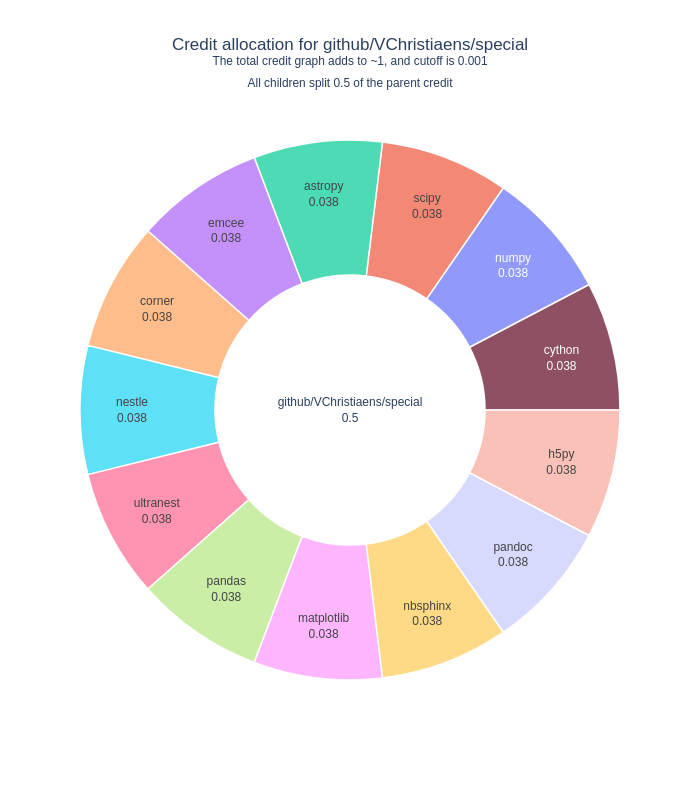 Credit allocation for github/VChristiaens/special
The total credit graph adds to ~1, and cutoff is 0.001
All children split 0.5 of the parent credit
astropy
0.038
scipy
0.038
emcee
0.038
numpy
0.038
corner
0.038
cython
0.038
nestle
0.038
github/VChristiaens/special
0.5
h5py
0.038
ultranest
0.038
pandoc
0.038
pandas
0.038
nbsphinx
0.038
matplotlib
0.038